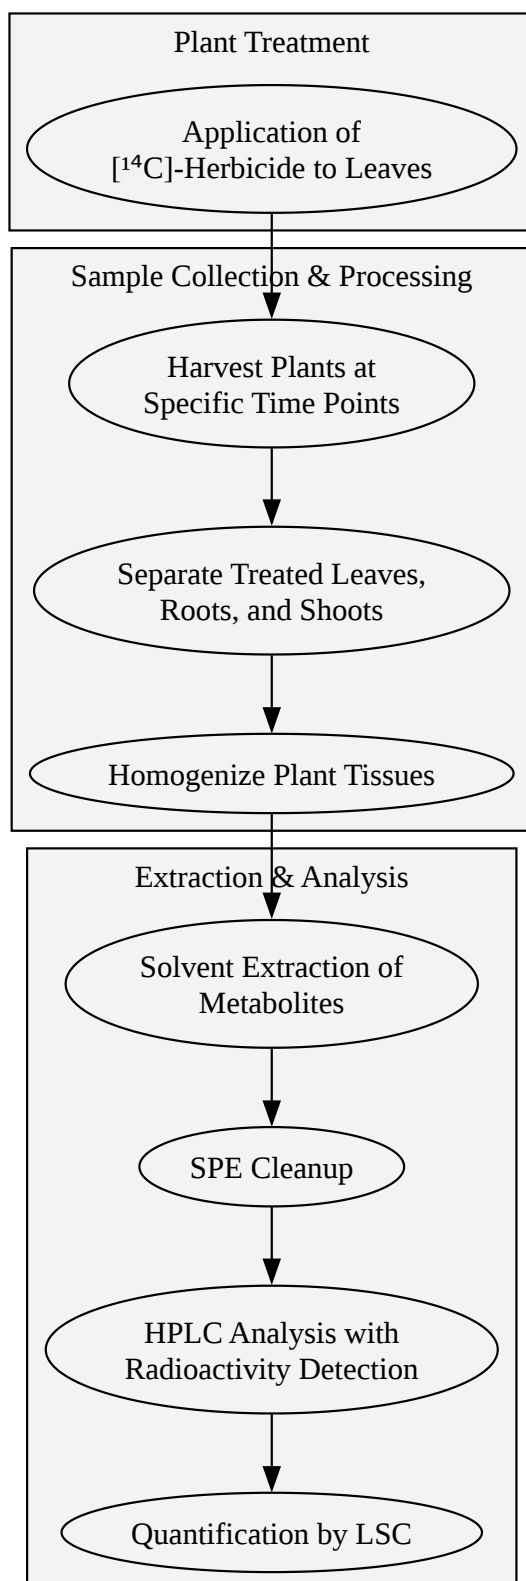 Plant Treatment
Application of
[¹⁴C]-Herbicide to Leaves
Sample Collection & Processing
Harvest Plants at
Specific Time Points
Separate Treated Leaves,
Roots, and Shoots
Homogenize Plant Tissues
Extraction & Analysis
Solvent Extraction of
Metabolites
SPE Cleanup
HPLC Analysis with
Radioactivity Detection
Quantification by LSC